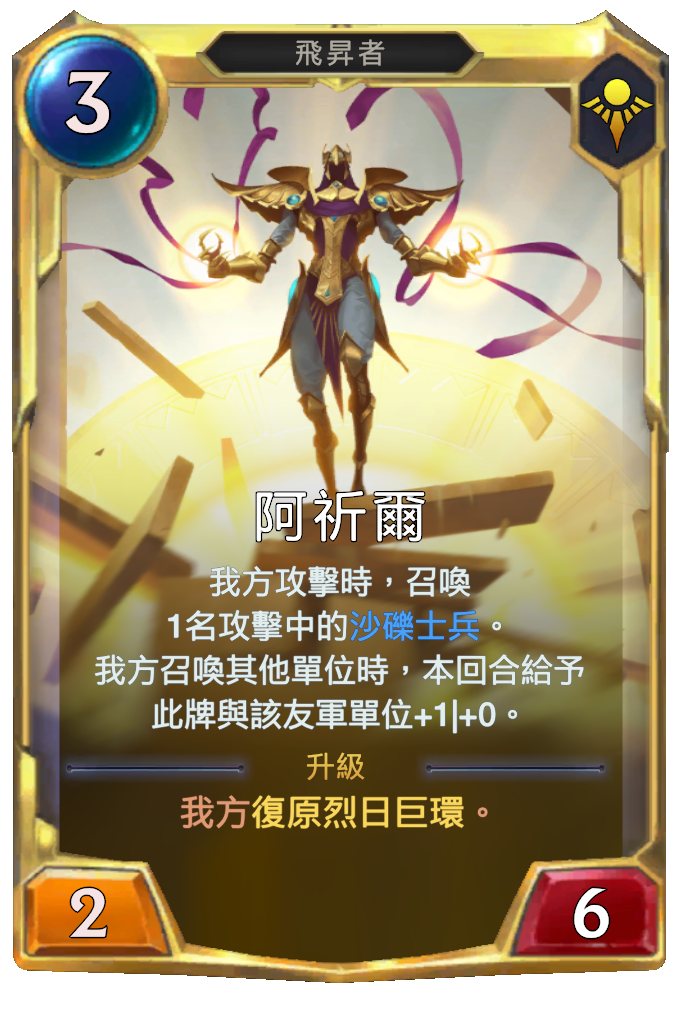 飛昇者
3
阿祈爾
我方攻擊時，召喚
1名攻擊中的沙礫士兵。
我方召喚其他單位時，本回合給予
此牌與該友軍單位+1|+0。
升級
我方復原烈日巨環。
2
6